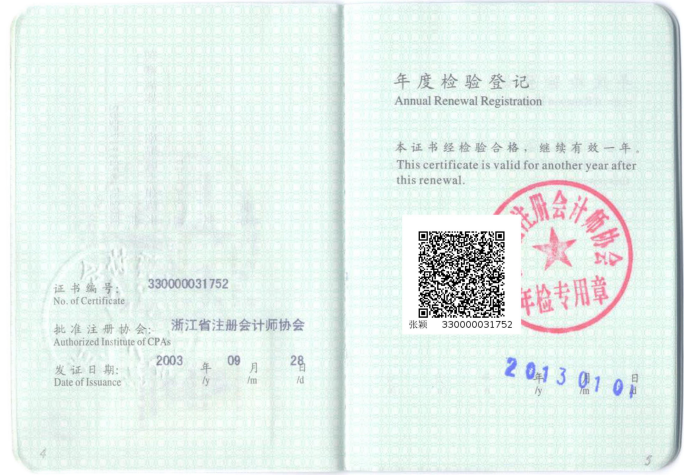 证书编号: 330000031752
No. of Certificate
批准注册协会: 浙江省注册会计师协会
Authorized Institute of CPAs
发证日期: 2003 年 09 月 28 日
Date of Issuance /y /m /d
4
年度检验登记
Annual Renewal Registration
本证书经检验合格，继续有效一年。
This certificate is valid for another year after
this renewal.
注册会计师协会
年检专用章
张颖 330000031752
2013 年 01 月 01 日
/y /m /d
5